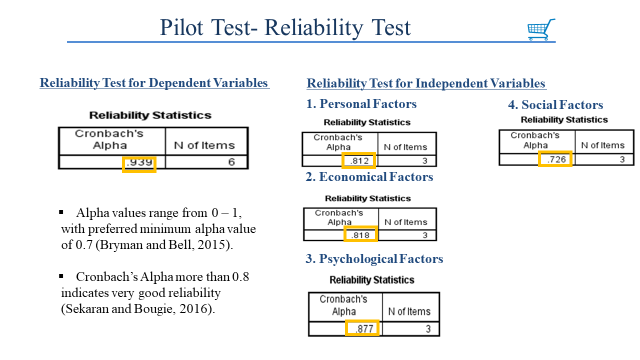 Pilot Test- Reliability Test
Reliability Test for Dependent Variables
Reliability Statistics
Cronbach's Alpha N of Items
.939 6
▪ Alpha values range from 0 – 1,
with preferred minimum alpha value
of 0.7 (Bryman and Bell, 2015).
▪ Cronbach's Alpha more than 0.8
indicates very good reliability
(Sekaran and Bougie, 2016).
Reliability Test for Independent Variables
1. Personal Factors
Reliability Statistics
Cronbach's Alpha N of Items
.812 3
2. Economical Factors
Reliability Statistics
Cronbach's Alpha N of Items
.818 3
3. Psychological Factors
Reliability Statistics
Cronbach's Alpha N of Items
.877 3
4. Social Factors
Reliability Statistics
Cronbach's Alpha N of Items
.726 3